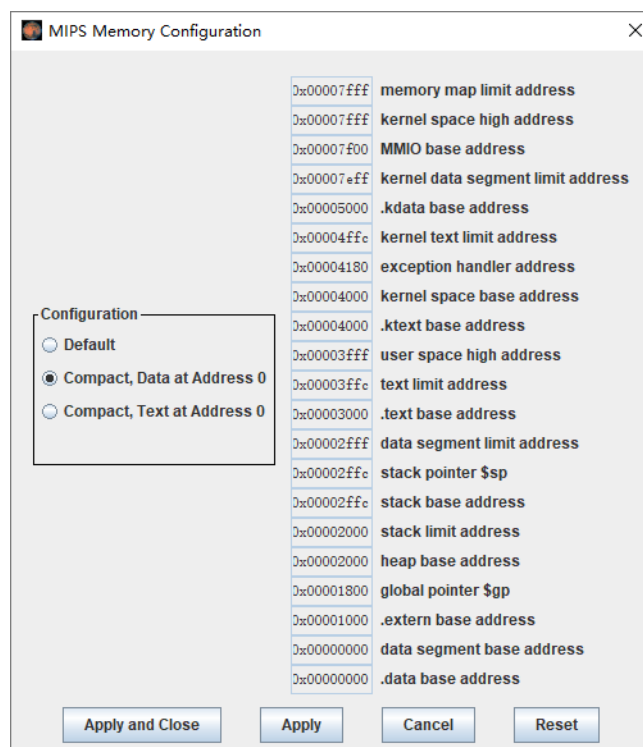 MIPS Memory Configuration
0x00007fff memory map limit address
0x00007fff kernel space high address
0x00007f00 MMIO base address
0x00007eff kernel data segment limit address
0x00005000 .kdata base address
0x00004ffc kernel text limit address
0x00004180 exception handler address
0x00004000 kernel space base address
0x00004000 .ktext base address
0x00003fff user space high address
0x00003ffc text limit address
0x00003000 .text base address
0x00002fff data segment limit address
0x00002ffc stack pointer $sp
0x00002ffc stack base address
0x00002000 stack limit address
0x00002000 heap base address
0x00001800 global pointer $gp
0x00001000 .extern base address
0x00000000 data segment base address
0x00000000 .data base address
Configuration
Default
Compact, Data at Address 0
Compact, Text at Address 0
Apply and Close
Apply
Cancel
Reset